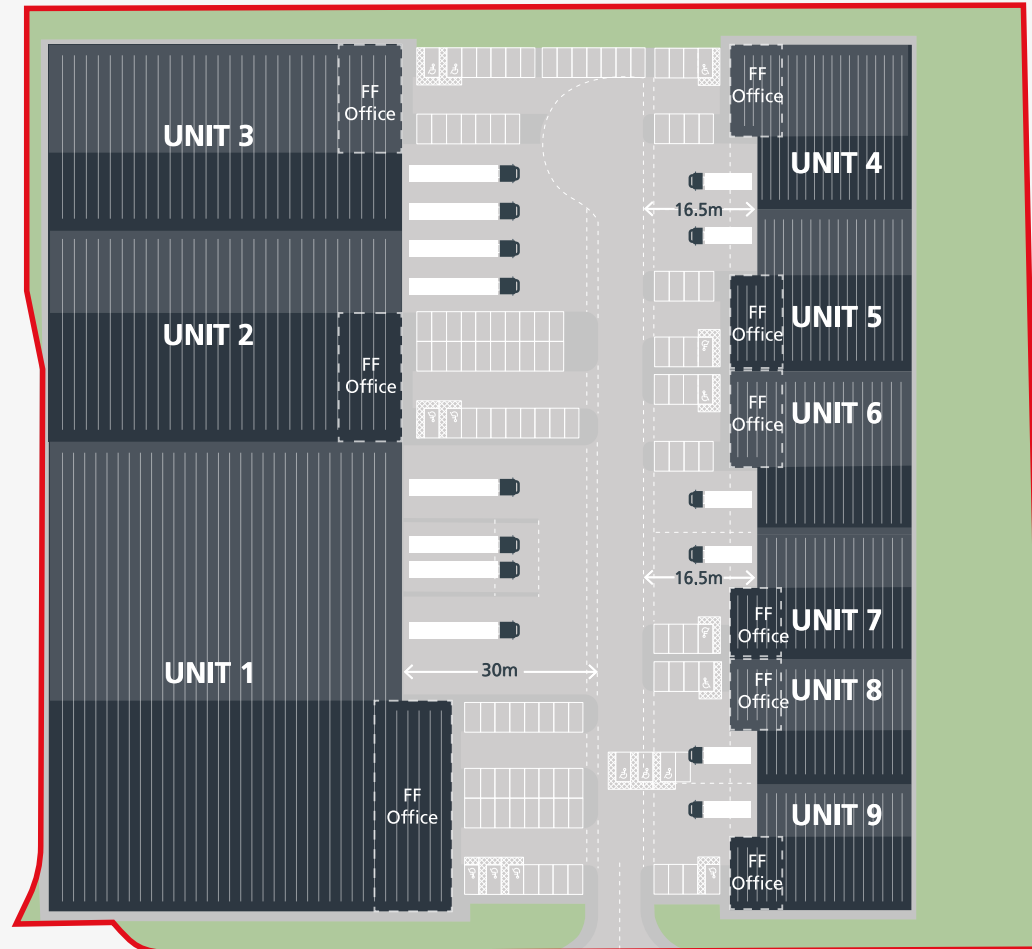 FF
Office
UNIT 3
FF
Office
UNIT 4
16.5m
UNIT 2
FF
Office
FF
Office
UNIT 5
FF
Office
UNIT 6
16.5m
FF
Office
UNIT 7
30m
UNIT 1
FF
Office
UNIT 8
FF
Office
UNIT 9
FF
Office